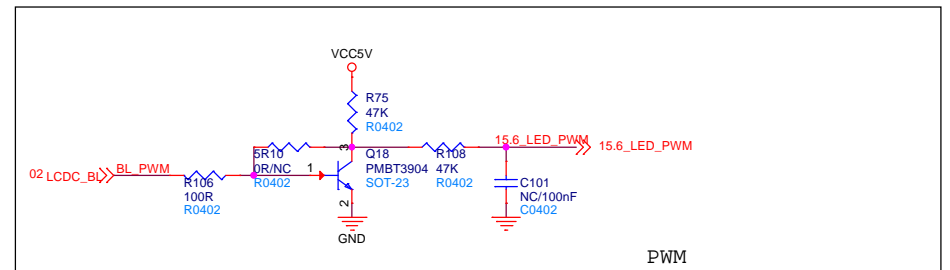 VCC5V
R75
47K
R0402
15.6_LED_PWM
15.6_LED_PWM
3
5R10
0R/NC
R0402
1
Q18
PMBT3904
SOT-23
2
R108
47K
R0402
02 LCDC_BL
BL_PWM
R106
100R
R0402
C101
NC/100nF
C0402
GND
PWM